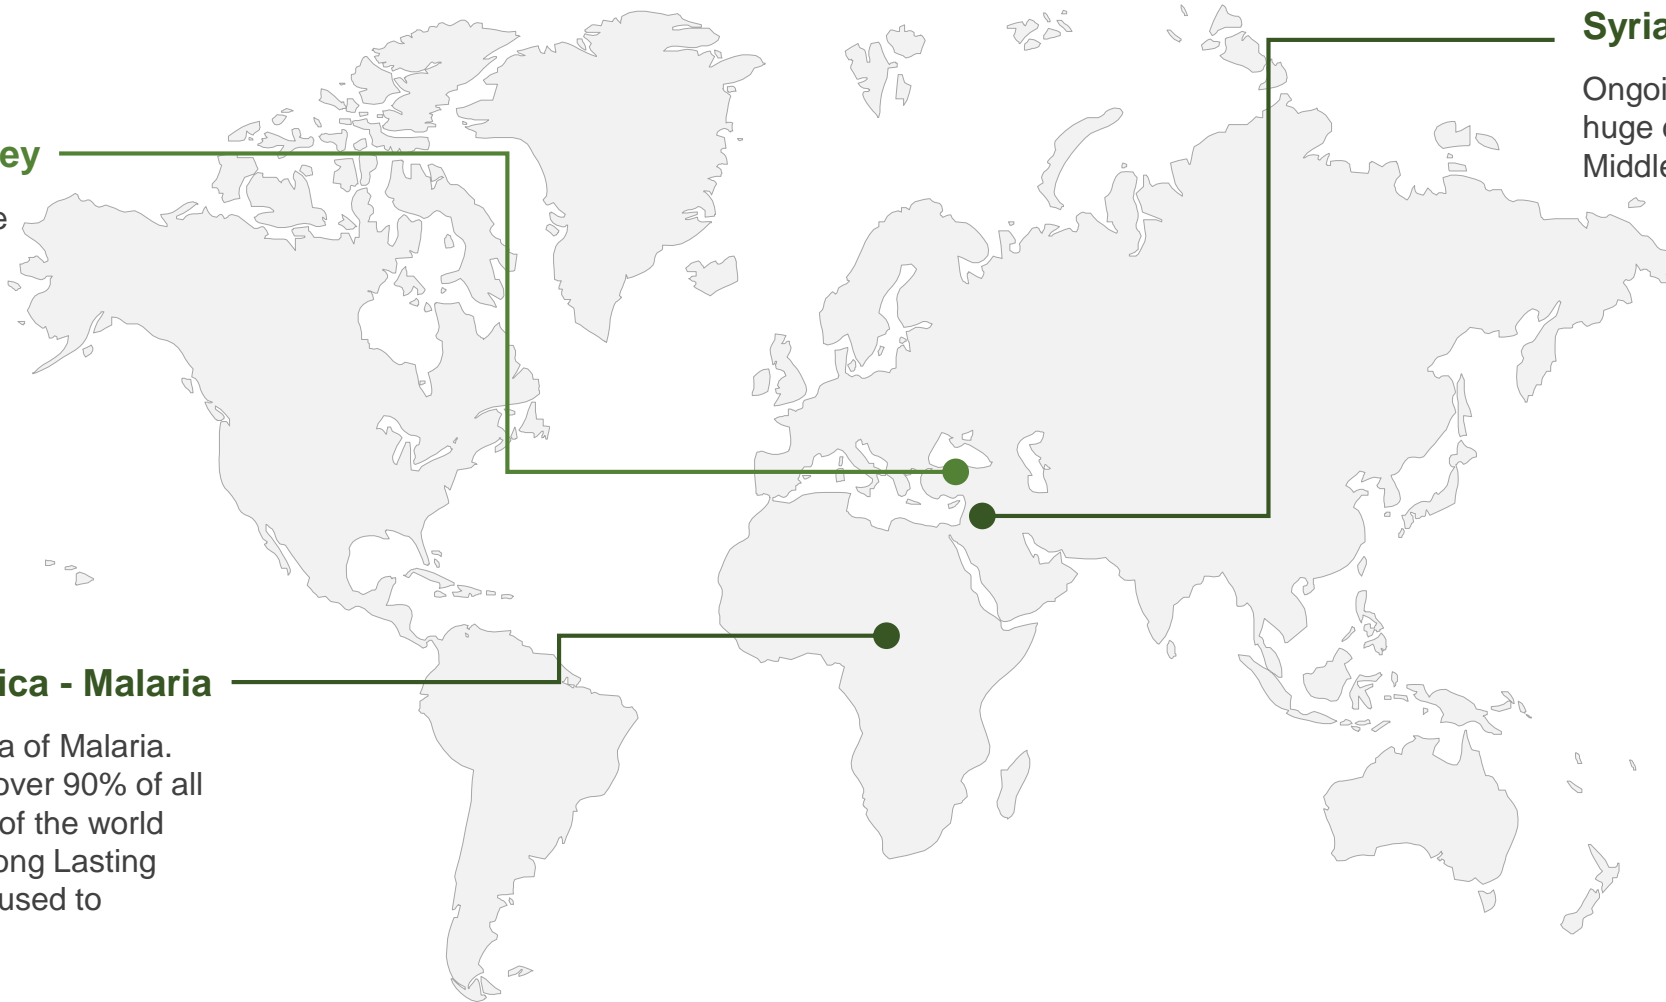 Syria
Ongoi
huge
Middle
ey
e
ica - Malaria
a of Malaria.
over 90% of all
of the world
ong Lasting
used to